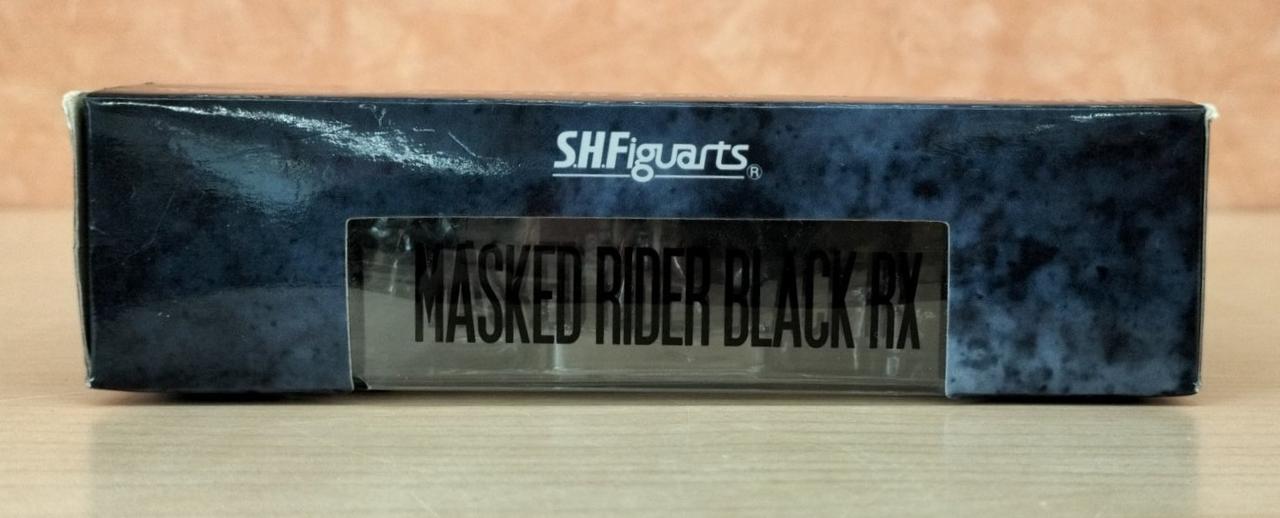 S.H.Figuarts®
MASKED RIDER BLACK RX